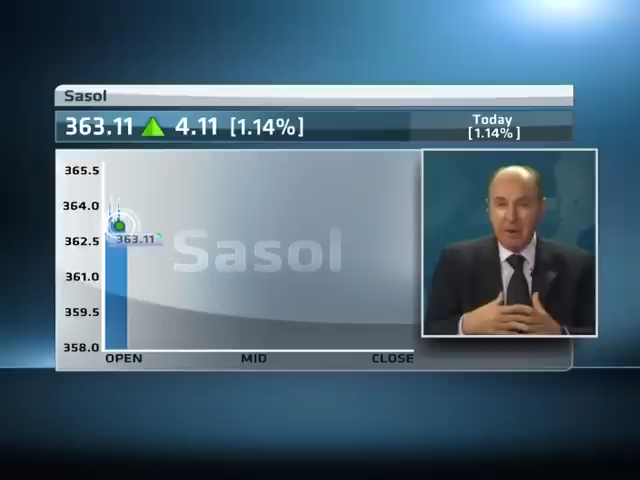 Sasol
363.11 4.11 [1.14%]
Today
[1.14%]
365.5
364.0
362.5
361.0
359.5
358.0
363.11
Sasol
OPEN MID CLOSE